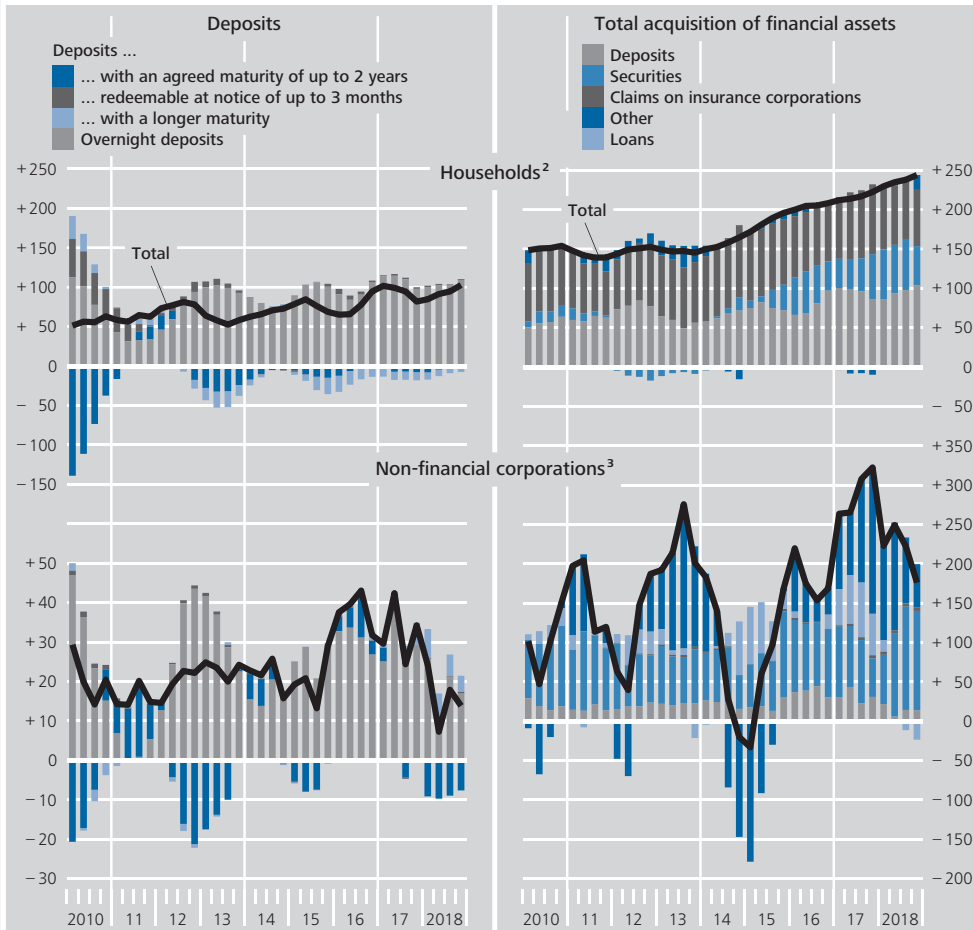 Deposits
Deposits ...
... with an agreed maturity of up to 2 years
... redeemable at notice of up to 3 months
... with a longer maturity
Overnight deposits
Total acquisition of financial assets
Deposits
Securities
Claims on insurance corporations
Other
Loans
Households²
+ 250
+ 200
+ 150
+ 100
+ 50
0
− 50
− 100
− 150
Total
Total
+ 250
+ 200
+ 150
+ 100
+ 50
0
− 50
Non-financial corporations³
+ 50
+ 40
+ 30
+ 20
+ 10
0
− 10
− 20
− 30
+ 350
+ 300
+ 250
+ 200
+ 150
+ 100
+ 50
0
− 50
− 100
− 150
− 200
2010 11 12 13 14 15 16 17 2018
2010 11 12 13 14 15 16 17 2018